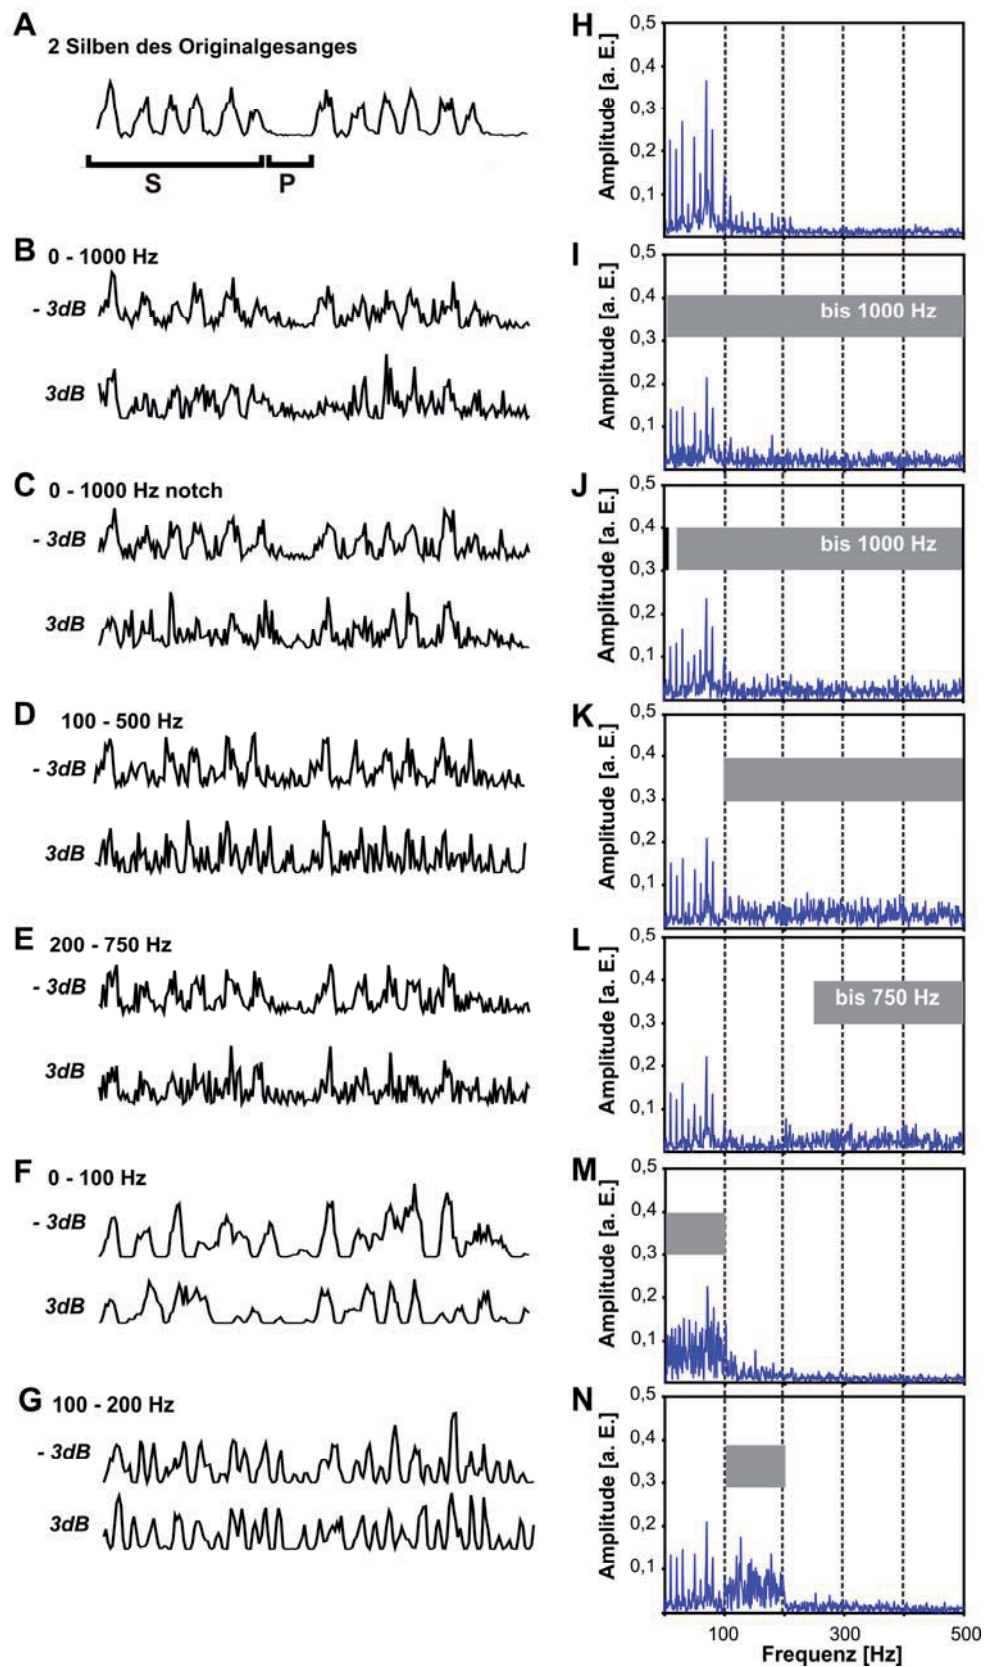 A
2 Silben des Originalgesanges
S
P
B
0 - 1000 Hz
- 3dB
3dB
C
0 - 1000 Hz notch
- 3dB
3dB
D
100 - 500 Hz
- 3dB
3dB
E
200 - 750 Hz
- 3dB
3dB
F
0 - 100 Hz
- 3dB
3dB
G
100 - 200 Hz
- 3dB
3dB
H
Amplitude [a. E.]
0,5
0,4
0,3
0,2
0,1
I
Amplitude [a. E.]
0,5
0,4
0,3
0,2
0,1
bis 1000 Hz
J
Amplitude [a. E.]
0,5
0,4
0,3
0,2
0,1
bis 1000 Hz
K
Amplitude [a. E.]
0,5
0,4
0,3
0,2
0,1
L
Amplitude [a. E.]
0,5
0,4
0,3
0,2
0,1
bis 750 Hz
M
Amplitude [a. E.]
0,5
0,4
0,3
0,2
0,1
N
Amplitude [a. E.]
0,5
0,4
0,3
0,2
0,1
100 300 500
Frequenz [Hz]